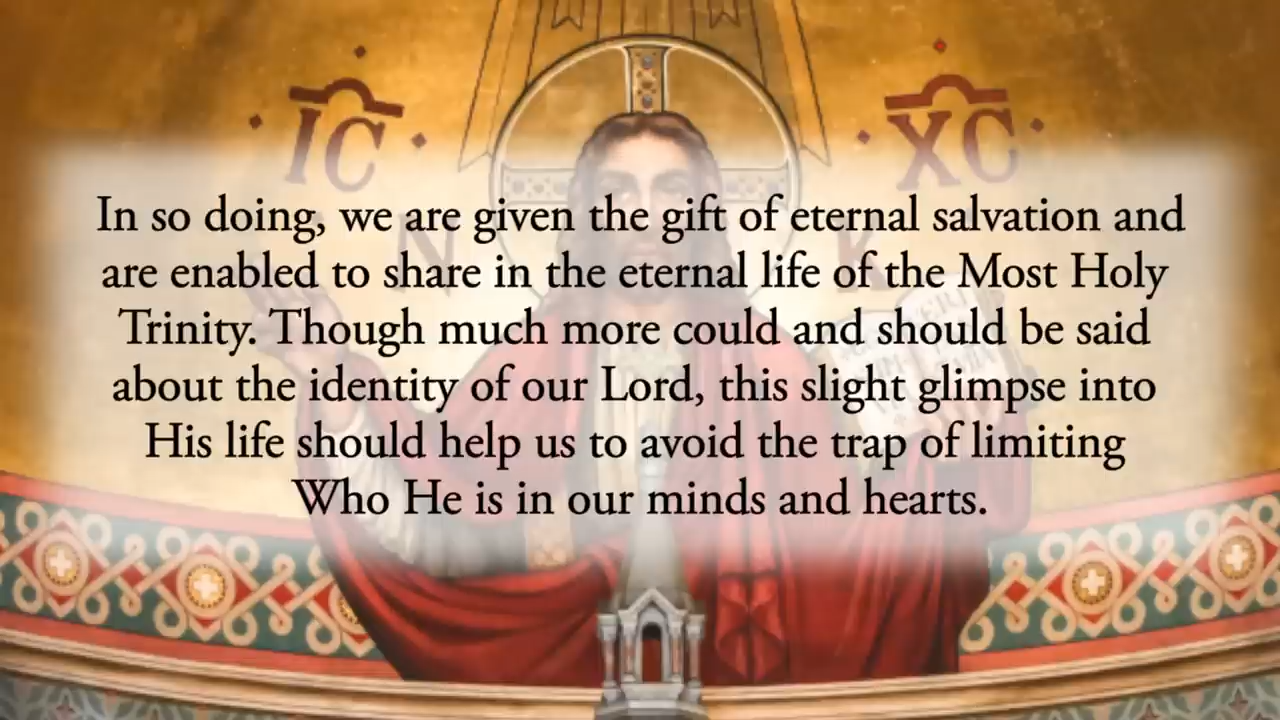 IC XC
In so doing, we are given the gift of eternal salvation and
are enabled to share in the eternal life of the Most Holy
Trinity. Though much more could and should be said
about the identity of our Lord, this slight glimpse into
His life should help us to avoid the trap of limiting
Who He is in our minds and hearts.